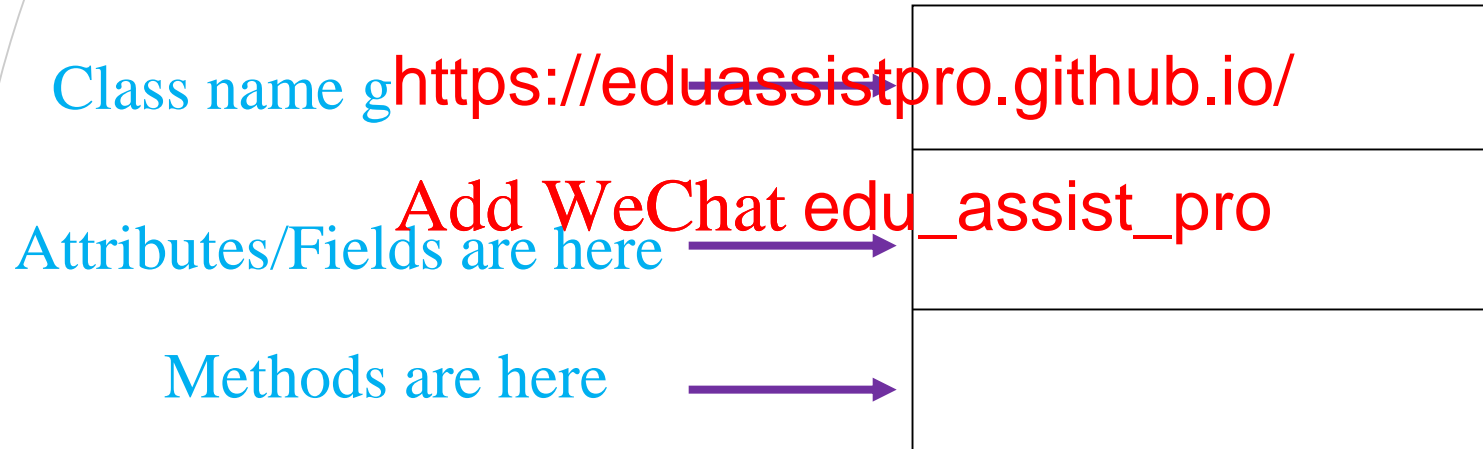 Class name g
https://eduassistpro.github.io/
Add WeChat edu_assist_pro
Attributes/Fields are here
Methods are here